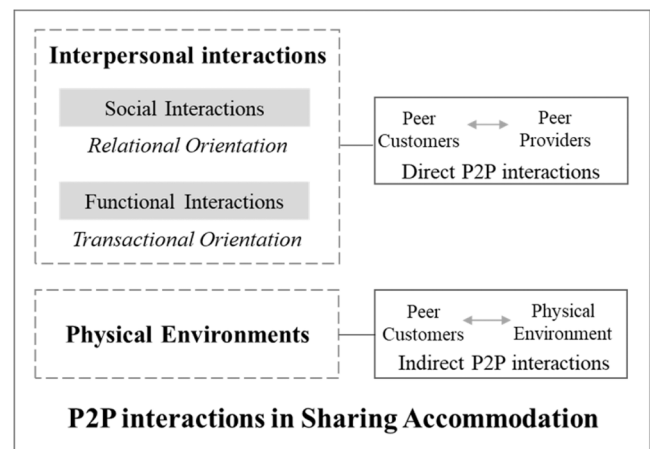 Interpersonal interactions
Social Interactions
Relational Orientation
Functional Interactions
Transactional Orientation
Peer Customers
Peer Providers
Direct P2P interactions
Physical Environments
Peer Customers
Physical Environment
Indirect P2P interactions
P2P interactions in Sharing Accommodation